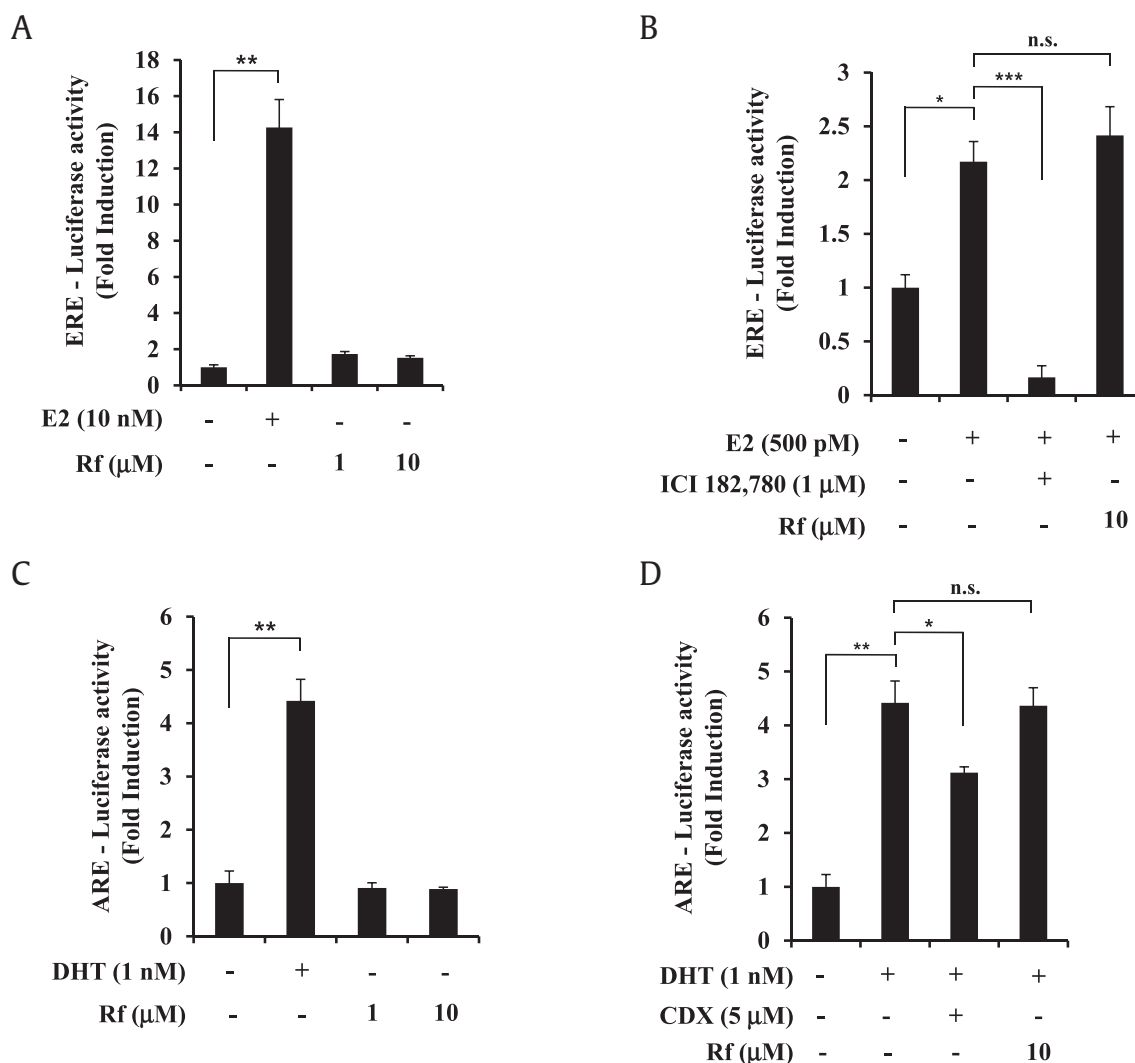 A
ERE - Luciferase activity
(Fold Induction)
18
16
14
12
10
8
6
4
2
0
**
E2 (10 nM) - + - -
Rf (μM) - - 1 10
B
ERE - Luciferase activity
(Fold Induction)
3
2.5
2
1.5
1
0.5
0
n.s.
***
*
E2 (500 pM) - + + +
ICI 182,780 (1 μM) - - + -
Rf (μM) - - - 10
C
ARE - Luciferase activity
(Fold Induction)
6
5
4
3
2
1
0
**
DHT (1 nM) - + - -
Rf (μM) - - 1 10
D
ARE - Luciferase activity
(Fold Induction)
6
5
4
3
2
1
0
n.s.
*
**
DHT (1 nM) - + + +
CDX (5 μM) - - + -
Rf (μM) - - - 10